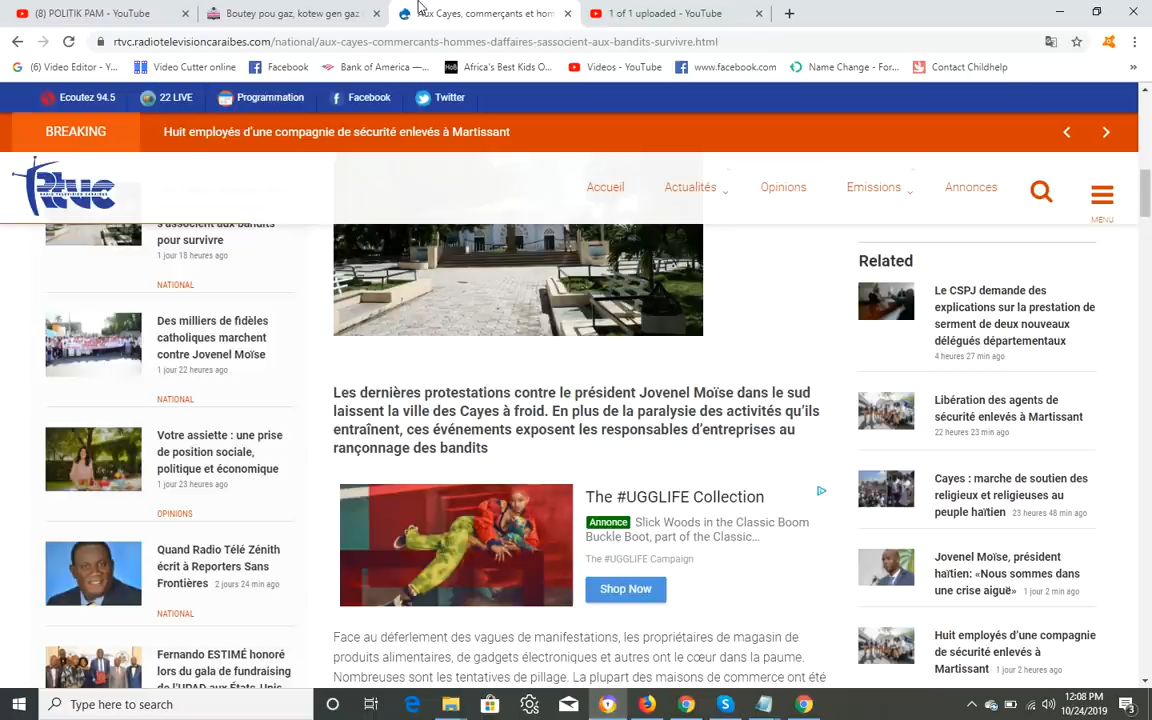 (8) POLITIK PAM - YouTube
Boutey pou gaz, kotew gen gaz
Aux Cayes, commerçants et hom
1 of 1 uploaded - YouTube
rtvc.radiotelevisioncaraibes.com/national/aux-cayes-commercants-hommes-daffaires-sassocient-aux-bandits-survivre.html
(6) Video Editor - Y...
Video Cutter online
Facebook
Bank of America —...
HoB
Africa's Best Kids O...
Videos - YouTube
www.facebook.com
Name Change - For...
Contact Childhelp
Ecoutez 94.5
22 LIVE
Programmation
Facebook
Twitter
BREAKING
Huit employés d'une compagnie de sécurité enlevés à Martissant
RTVC
Accueil
Actualités
Opinions
Emissions
Annonces
MENU
s'associent aux bandits
pour survivre
1 jour 18 heures ago
NATIONAL
Des milliers de fidèles
catholiques marchent
contre Jovenel Moïse
1 jour 22 heures ago
NATIONAL
Votre assiette : une prise
de position sociale,
politique et économique
1 jour 23 heures ago
OPINIONS
Quand Radio Télé Zénith
écrit à Reporters Sans
Frontières 2 jours 24 min ago
NATIONAL
Fernando ESTIMÉ honoré
lors du gala de fundraising
de l'UPAD aux États-Unis
Les dernières protestations contre le président Jovenel Moïse dans le sud
laissent la ville des Cayes à froid. En plus de la paralysie des activités qu'ils
entraînent, ces événements exposent les responsables d'entreprises au
rançonnage des bandits
The #UGGLIFE Collection
Annonce Slick Woods in the Classic Boom
Buckle Boot, part of the Classic...
The #UGGLIFE Campaign
Shop Now
Face au déferlement des vagues de manifestations, les propriétaires de magasin de
produits alimentaires, de gadgets électroniques et autres ont le cœur dans la paume.
Nombreuses sont les tentatives de pillage. La plupart des maisons de commerce ont été
Related
Le CSPJ demande des
explications sur la prestation de
serment de deux nouveaux
délégués départementaux
4 heures 27 min ago
Libération des agents de
sécurité enlevés à Martissant
22 heures 23 min ago
Cayes : marche de soutien des
religieux et religieuses au
peuple haïtien 23 heures 48 min ago
Jovenel Moïse, président
haïtien: «Nous sommes dans
une crise aiguë» 1 jour 2 min ago
Huit employés d'une compagnie
de sécurité enlevés à
Martissant 1 jour 2 heures ago
Type here to search
12:08 PM
10/24/2019
3